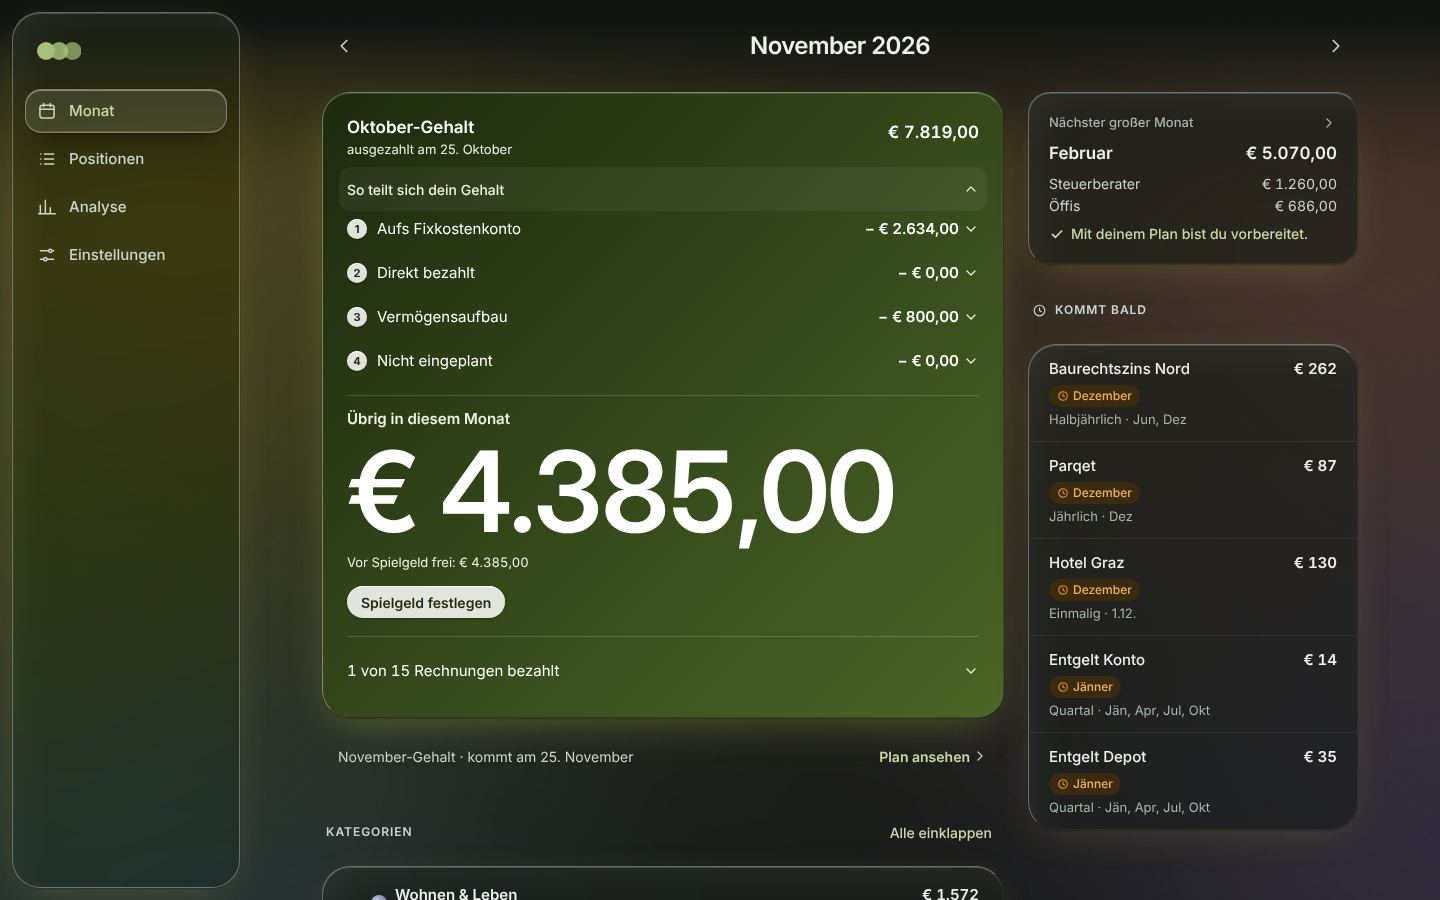 Monat
Positionen
Analyse
Einstellungen
November 2026
Oktober-Gehalt
ausgezahlt am 25. Oktober
€ 7.819,00
So teilt sich dein Gehalt
1 Aufs Fixkostenkonto – € 2.634,00
2 Direkt bezahlt – € 0,00
3 Vermögensaufbau – € 800,00
4 Nicht eingeplant – € 0,00
Übrig in diesem Monat
€ 4.385,00
Vor Spielgeld frei: € 4.385,00
Spielgeld festlegen
1 von 15 Rechnungen bezahlt
November-Gehalt · kommt am 25. November
Plan ansehen
KATEGORIEN
Alle einklappen
Wohnen & Leben € 1.572
Nächster großer Monat
Februar € 5.070,00
Steuerberater € 1.260,00
Öffis € 686,00
Mit deinem Plan bist du vorbereitet.
KOMMT BALD
Baurechtszins Nord € 262
Dezember
Halbjährlich · Jun, Dez
Parqet € 87
Dezember
Jährlich · Dez
Hotel Graz € 130
Dezember
Einmalig · 1.12.
Entgelt Konto € 14
Jänner
Quartal · Jän, Apr, Jul, Okt
Entgelt Depot € 35
Jänner
Quartal · Jän, Apr, Jul, Okt